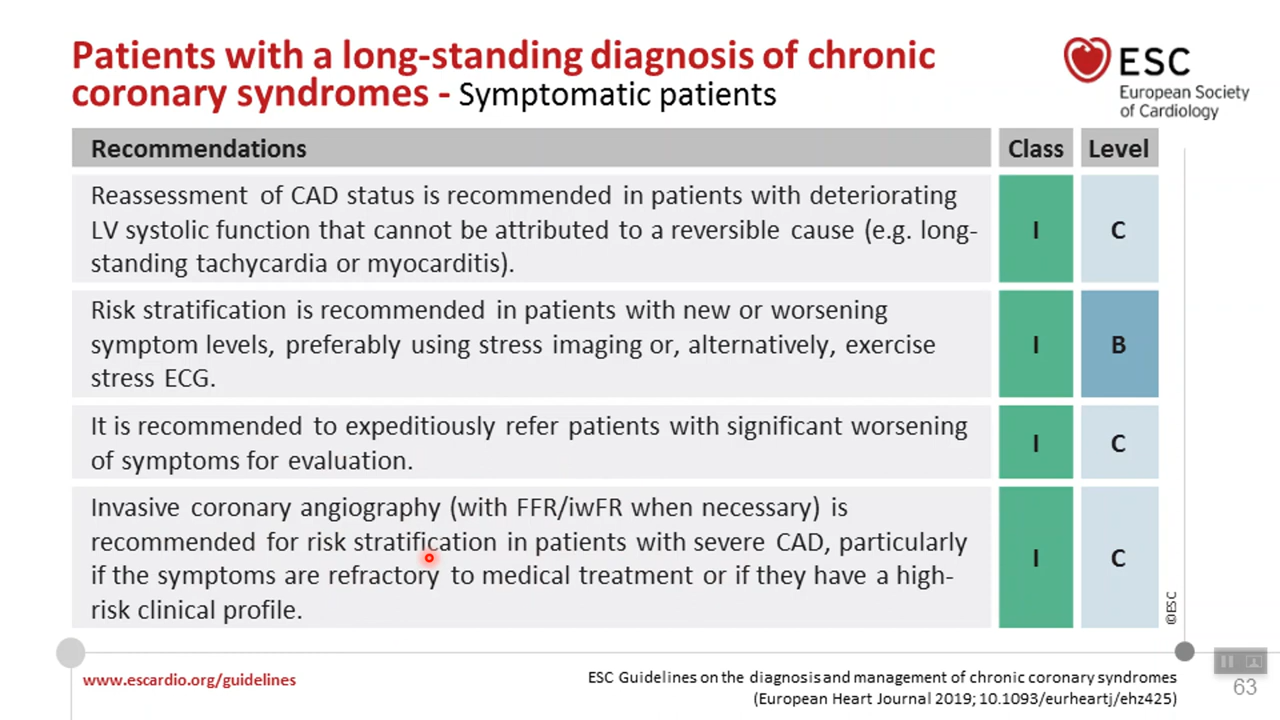 Patients with a long-standing diagnosis of chronic
coronary syndromes - Symptomatic patients
ESC
European Society
of Cardiology
Recommendations Class Level
Reassessment of CAD status is recommended in patients with deteriorating
LV systolic function that cannot be attributed to a reversible cause (e.g. long-
standing tachycardia or myocarditis).
I C
Risk stratification is recommended in patients with new or worsening
symptom levels, preferably using stress imaging or, alternatively, exercise
stress ECG.
I B
It is recommended to expeditiously refer patients with significant worsening
of symptoms for evaluation.
I C
Invasive coronary angiography (with FFR/iwFR when necessary) is
recommended for risk stratification in patients with severe CAD, particularly
if the symptoms are refractory to medical treatment or if they have a high-
risk clinical profile.
I C
©ESC
www.escardio.org/guidelines
ESC Guidelines on the diagnosis and management of chronic coronary syndromes
(European Heart Journal 2019; 10.1093/eurheartj/ehz425)
63